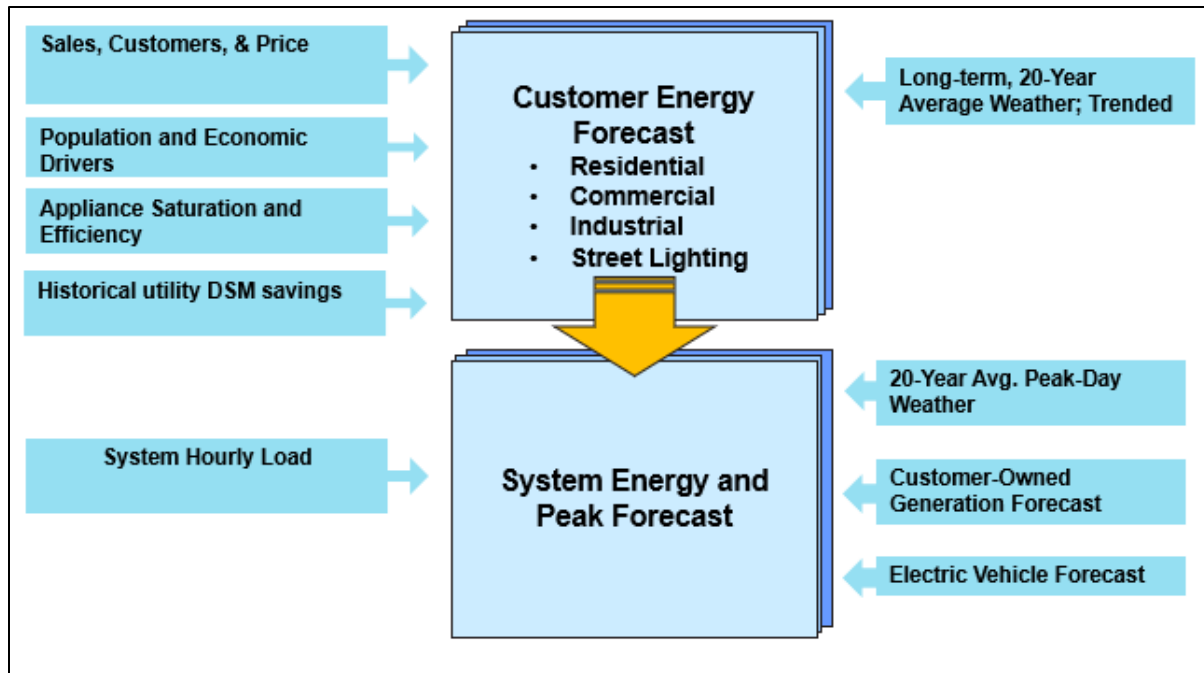 Sales, Customers, & Price
Population and Economic
Drivers
Appliance Saturation and
Efficiency
Historical utility DSM savings
Customer Energy
Forecast
• Residential
• Commercial
• Industrial
• Street Lighting
Long-term, 20-Year
Average Weather; Trended
System Hourly Load
System Energy and
Peak Forecast
20-Year Avg. Peak-Day
Weather
Customer-Owned
Generation Forecast
Electric Vehicle Forecast